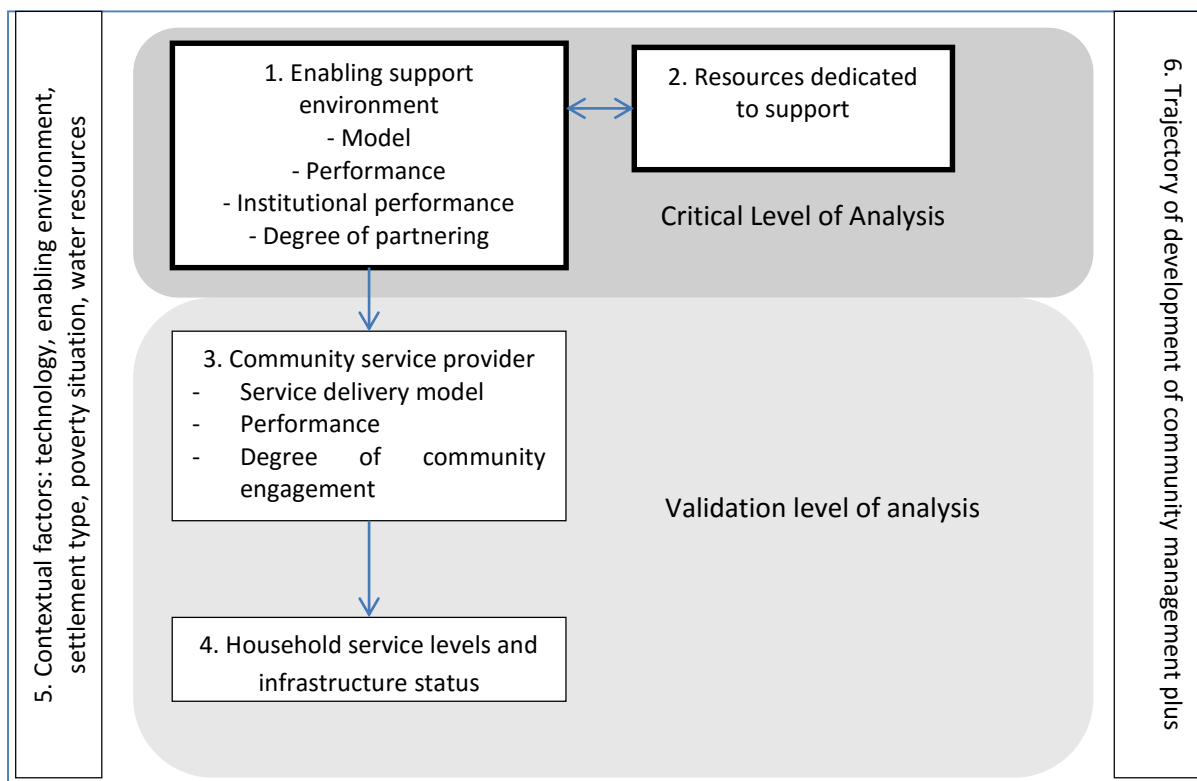 5. Contextual factors: technology, enabling environment,
settlement type, poverty situation, water resources
1. Enabling support
environment
- Model
- Performance
- Institutional performance
- Degree of partnering
2. Resources dedicated
to support
Critical Level of Analysis
3. Community service provider
- Service delivery model
- Performance
- Degree of community
engagement
Validation level of analysis
4. Household service levels and
infrastructure status
6. Trajectory of development of community management plus